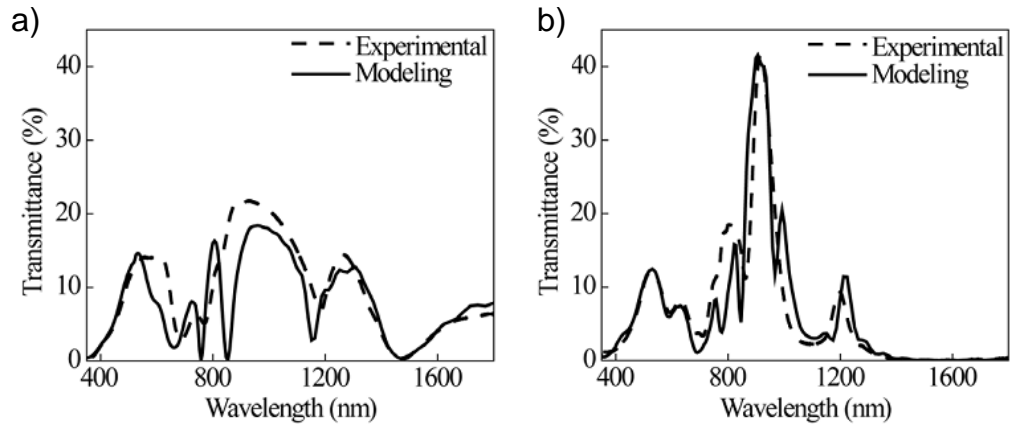 a)
Experimental
Modeling
Transmittance (%)
40
30
20
10
0
400 800 1200 1600
Wavelength (nm)
b)
Experimental
Modeling
Transmittance (%)
40
30
20
10
0
400 800 1200 1600
Wavelength (nm)